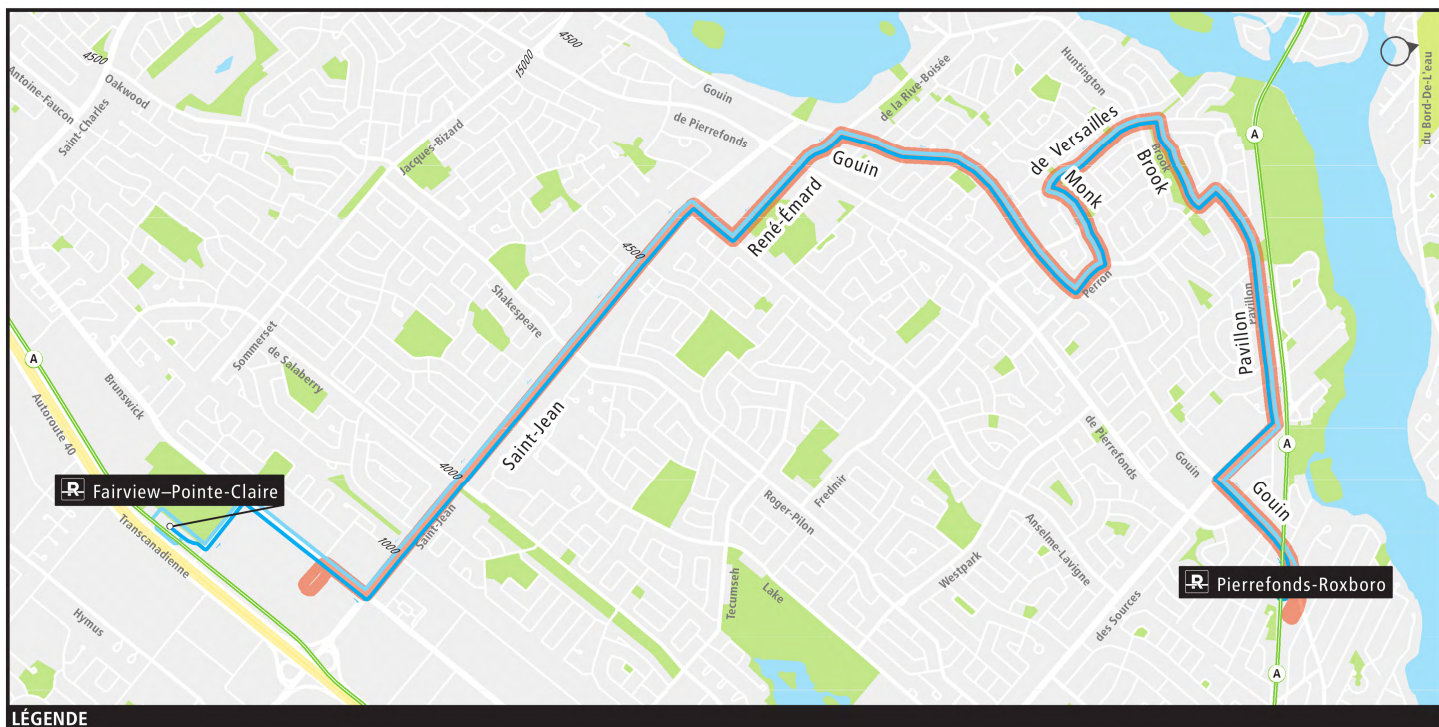 4500
Antoine-Faucon
Oakwood
Saint-Charles
4500
15000
Jacques-Bizard
Gouin
de Pierrefonds
de la Rive-Boisée
Huntington
A
du Bord-De-L'eau
de Versailles
Brook
Brook
Monk
Gouin
René-Émard
4500
Perron
Shakespeare
Pavillon
Pavillon
Sommerset
de Salaberry
A
Brunswick
Autoroute 40
Saint-Jean
4000
de Pierrefonds
A
Gouin
Gouin
R Fairview–Pointe-Claire
Transcanadienne
Saint-Jean
1000
Roger-Pilon
Fredmir
Anselme-Lavigne
Westpark
Tecumseh
Lake
des Sources
R Pierrefonds-Roxboro
Hymus
A
LÉGENDE